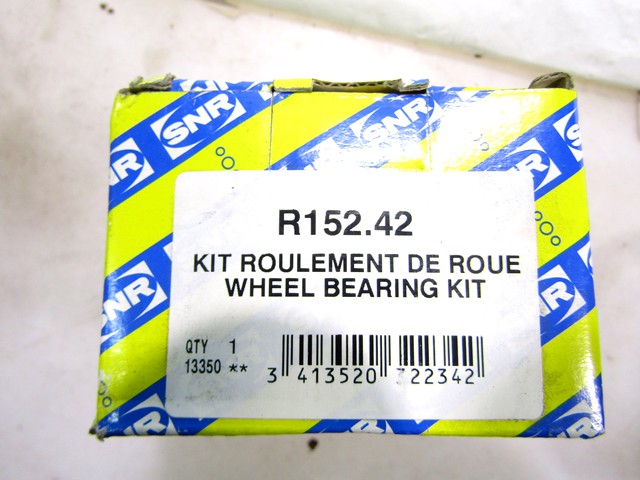 SNR
SNR
SNR
R152.42
KIT ROULEMENT DE ROUE
WHEEL BEARING KIT
SNR
QTY 1
13350 **
3 413520 722342
SNR